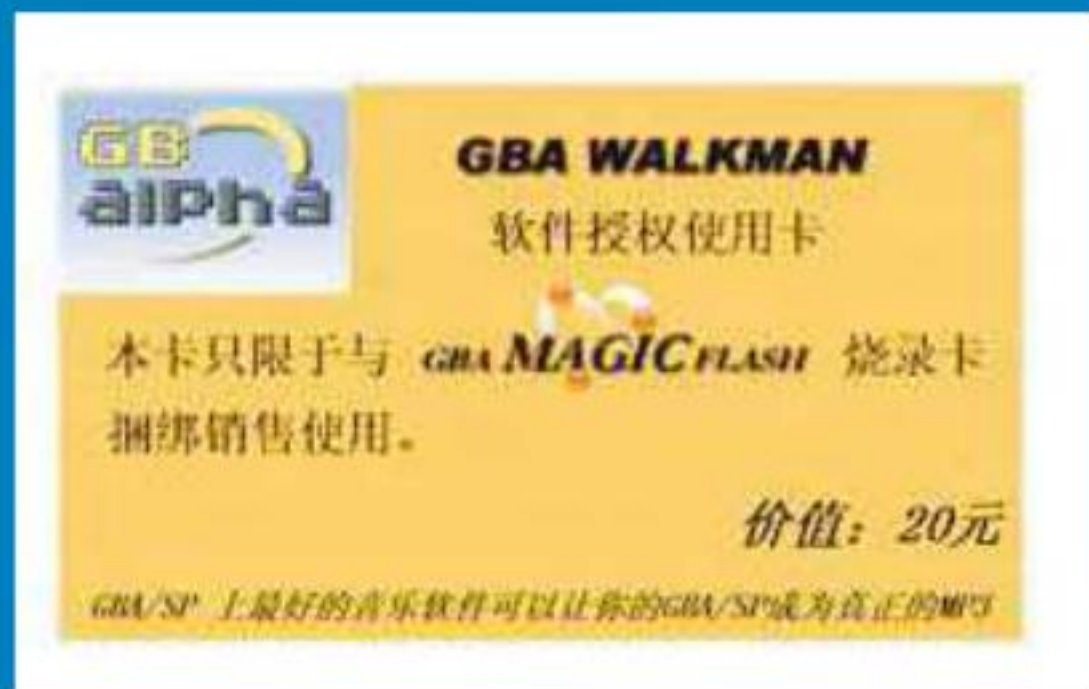 GB
alpha
GBA WALKMAN
软件授权使用卡
本卡只限于与 GBA MAGIC FLASH 烧录卡
捆绑销售使用。
价值：20元
GBA/SP 上最好的音乐软件可以让你的GBA/SP成为真正的MP3